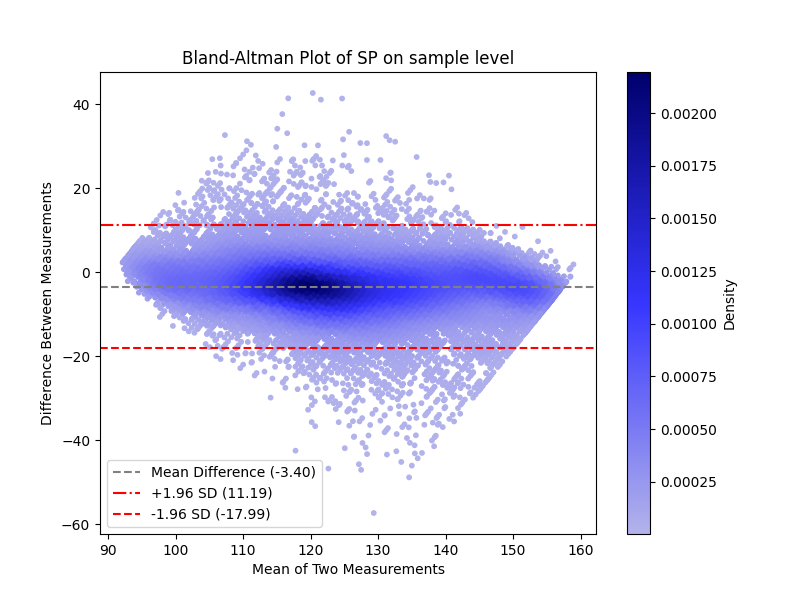 Bland-Altman Plot of SP on sample level
Difference Between Measurements
40
20
0
−20
−40
−60
Mean Difference (-3.40)
+1.96 SD (11.19)
-1.96 SD (-17.99)
90 100 110 120 130 140 150 160
Mean of Two Measurements
0.00200
0.00175
0.00150
0.00125
0.00100
0.00075
0.00050
0.00025
Density